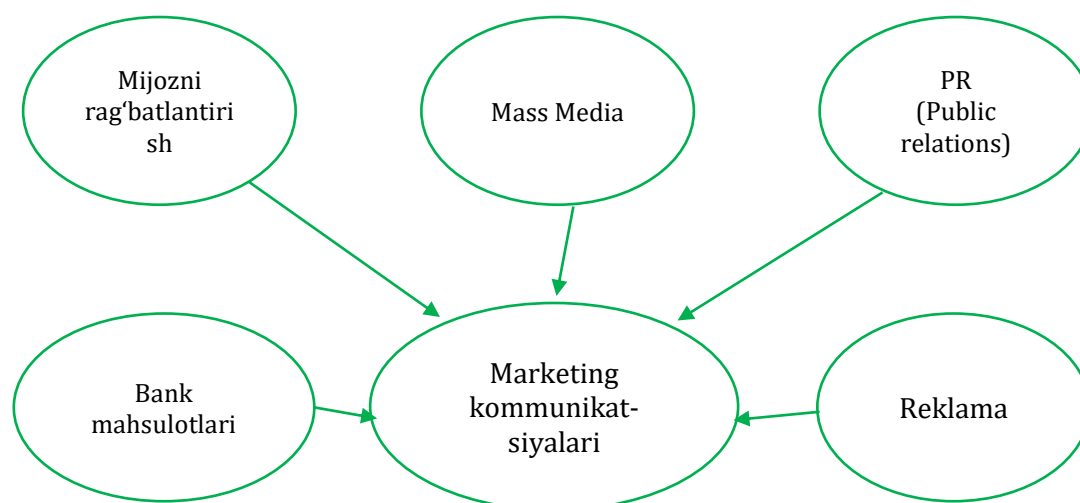 Mijozni
rag‘batlantiri
sh
Mass Media
PR
(Public
relations)
Bank
mahsulotlari
Marketing
kommunikat-
siyalari
Reklama